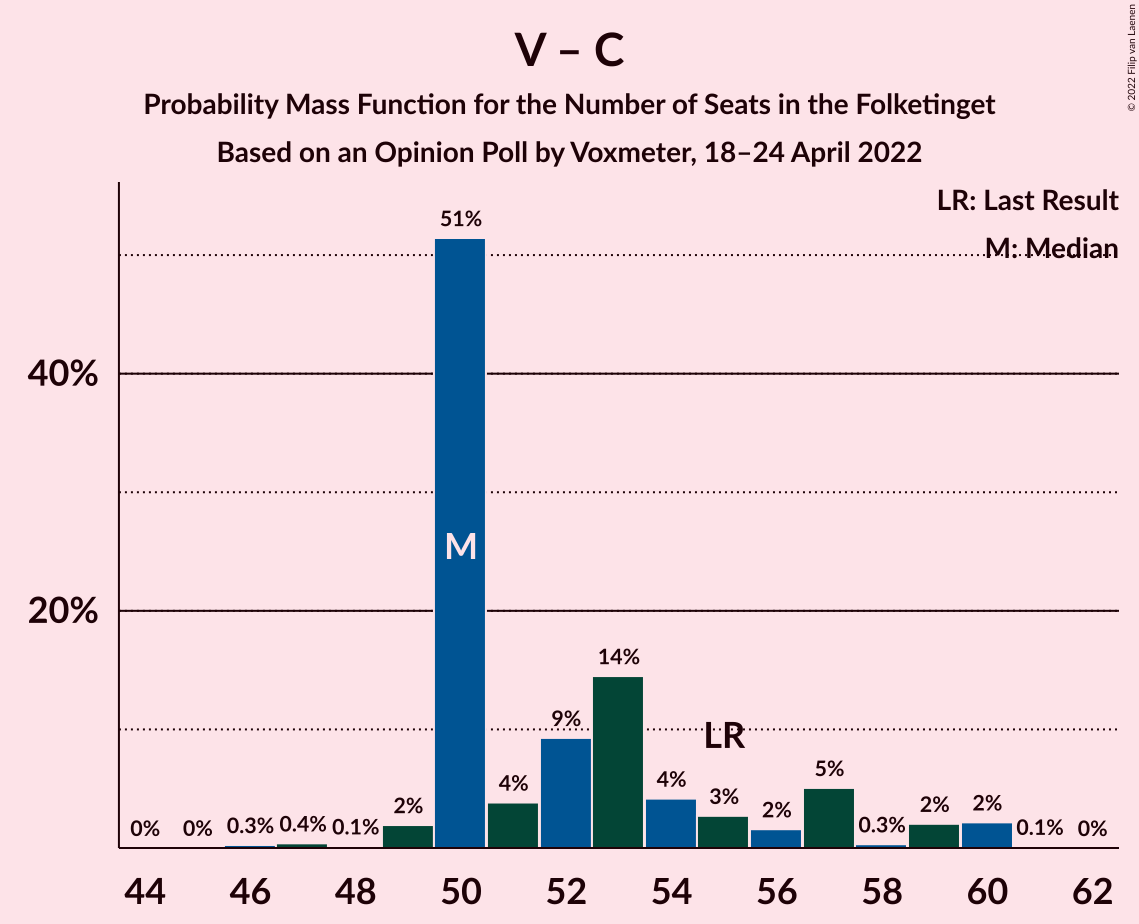 V – C
Probability Mass Function for the Number of Seats in the Folketinget
Based on an Opinion Poll by Voxmeter, 18–24 April 2022
© 2022 Filip van Laenen
LR: Last Result
M: Median
40%
20%
0% 0% 0.3% 0.4% 0.1% 2% 51% 4% 9% 14% 4% 3% 2% 5% 0.3% 2% 2% 0.1% 0%
M
LR
44 46 48 50 52 54 56 58 60 62